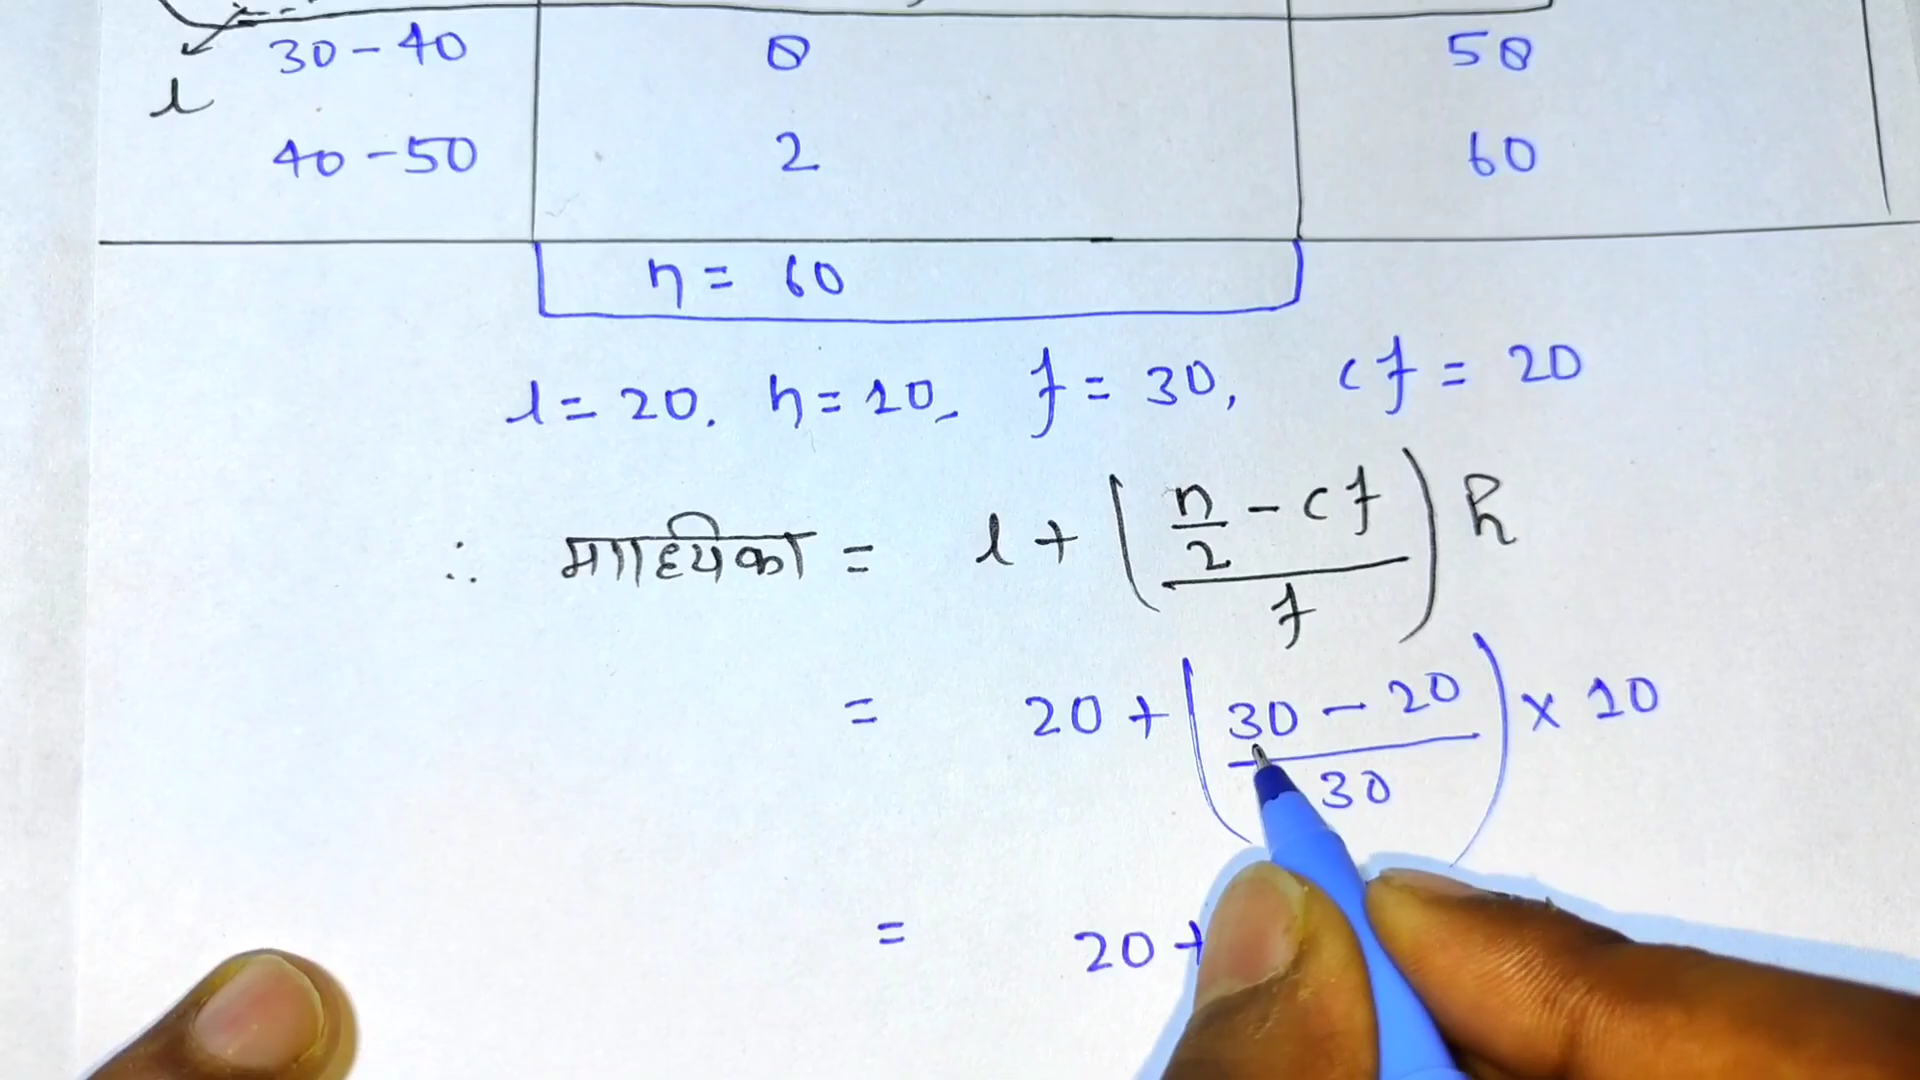 30-40 8 58
l
40-50 2 60
n = 60
l = 20. h = 10, f = 30, cf = 20
∴ माध्यिका = l + (n/2 - cf / f) h
= 20 + (30 - 20 / 30) × 10
= 20 +